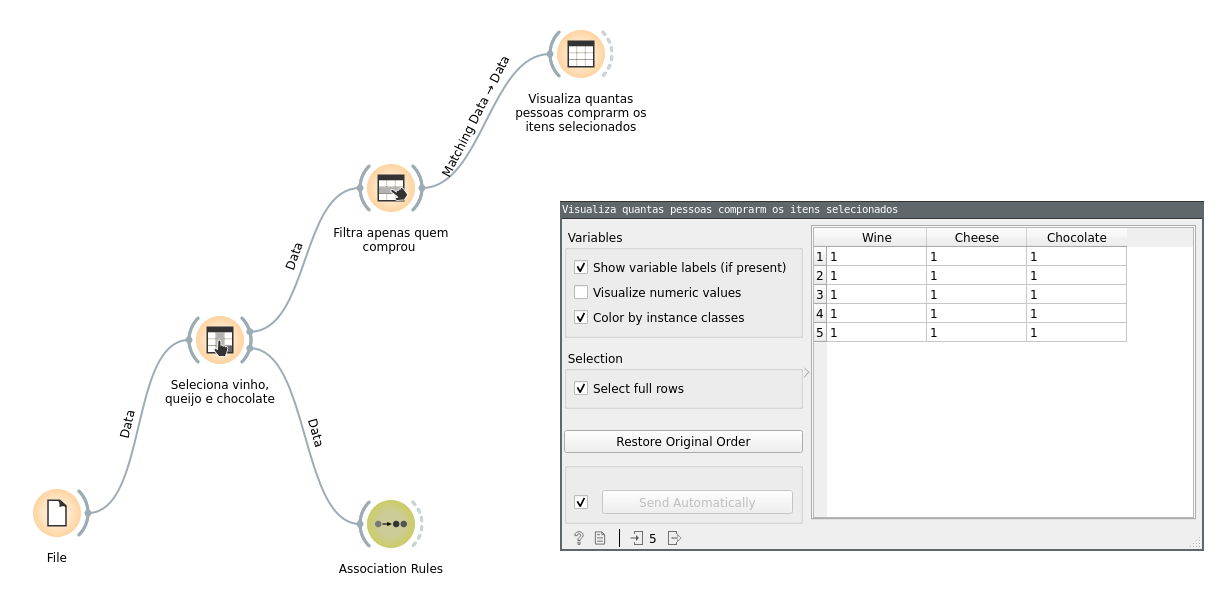 Visualiza quantas
pessoas comprarm os
itens selecionados
Matching Data → Data
Filtra apenas quem
comprou
Data
Seleciona vinho,
queijo e chocolate
Data
Data
File
Association Rules
Visualiza quantas pessoas comprarm os itens selecionados
Variables
Show variable labels (if present)
Visualize numeric values
Color by instance classes
Selection
Select full rows
Restore Original Order
Send Automatically
? 5
Wine Cheese Chocolate
1 1 1 1
2 1 1 1
3 1 1 1
4 1 1 1
5 1 1 1